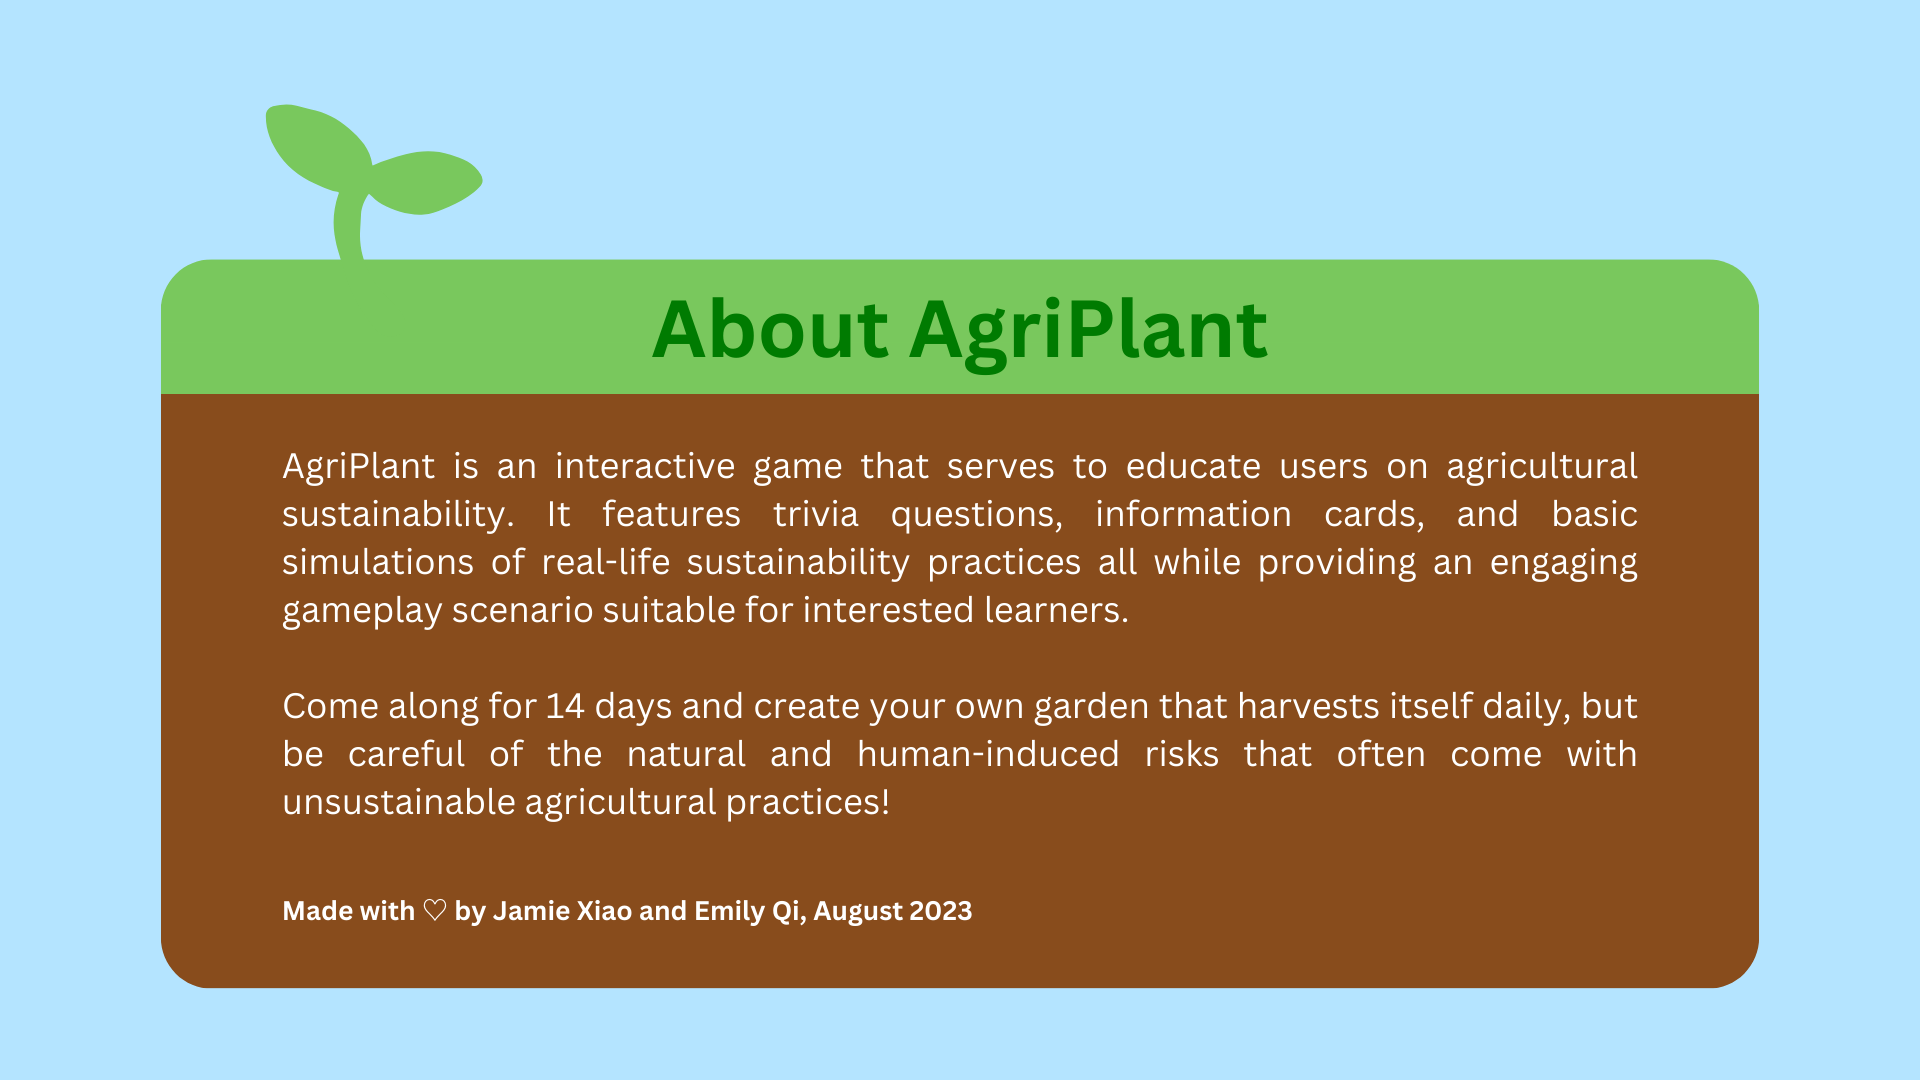 About AgriPlant
AgriPlant is an interactive game that serves to educate users on agricultural
sustainability. It features trivia questions, information cards, and basic
simulations of real-life sustainability practices all while providing an engaging
gameplay scenario suitable for interested learners.
Come along for 14 days and create your own garden that harvests itself daily, but
be careful of the natural and human-induced risks that often come with
unsustainable agricultural practices!
Made with ♡ by Jamie Xiao and Emily Qi, August 2023